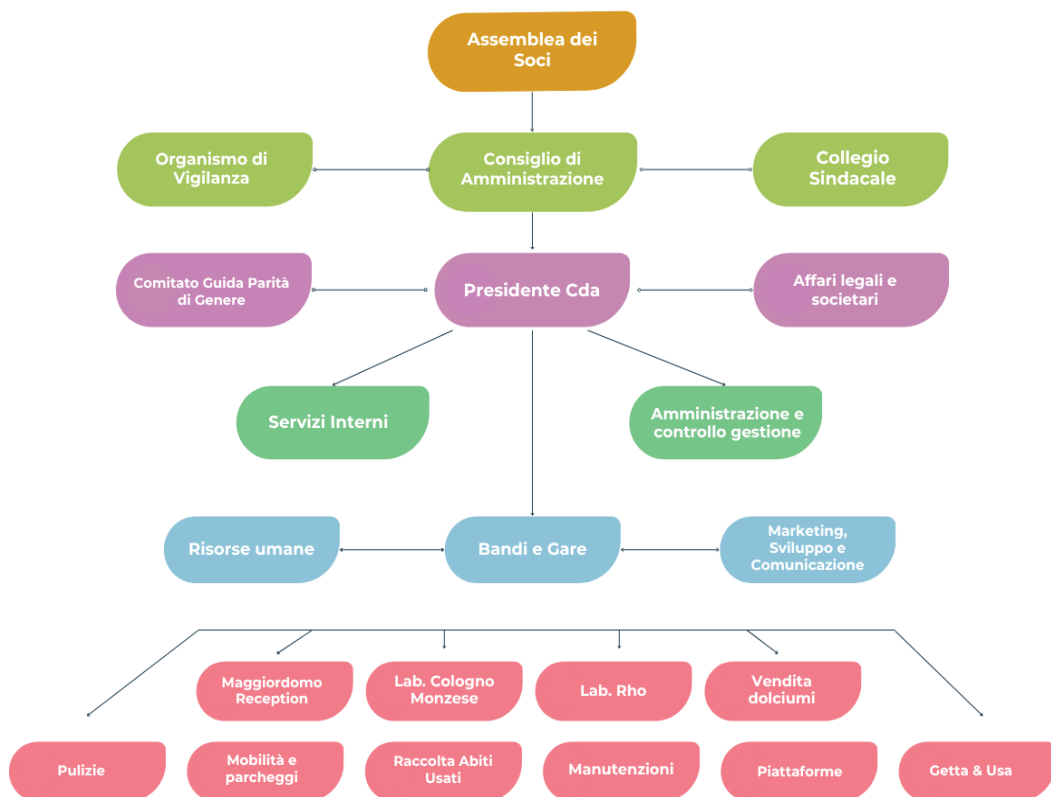 Assemblea dei
Soci
Organismo di
Vigilanza
Consiglio di
Amministrazione
Collegio
Sindacale
Comitato Guida Parità
di Genere
Presidente Cda
Affari legali e
societari
Servizi Interni
Amministrazione e
controllo gestione
Risorse umane
Bandi e Gare
Marketing,
Sviluppo e
Comunicazione
Maggiordomo
Reception
Lab. Cologno
Monzese
Lab. Rho
Vendita
dolciumi
Pulizie
Mobilità e
parcheggi
Raccolta Abiti
Usati
Manutenzioni
Piattaforme
Getta & Usa